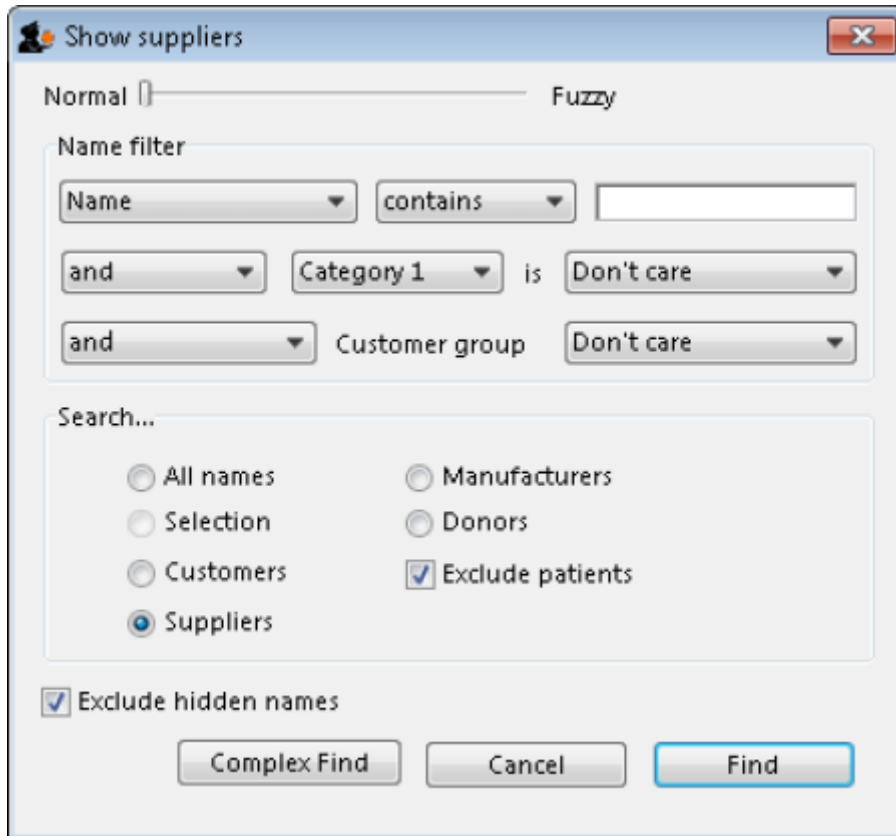 Show suppliers
Normal Fuzzy
Name filter
Name contains
and Category 1 is Don't care
and Customer group Don't care
Search...
All names Manufacturers
Selection Donors
Customers Exclude patients
Suppliers
Exclude hidden names
Complex Find Cancel Find